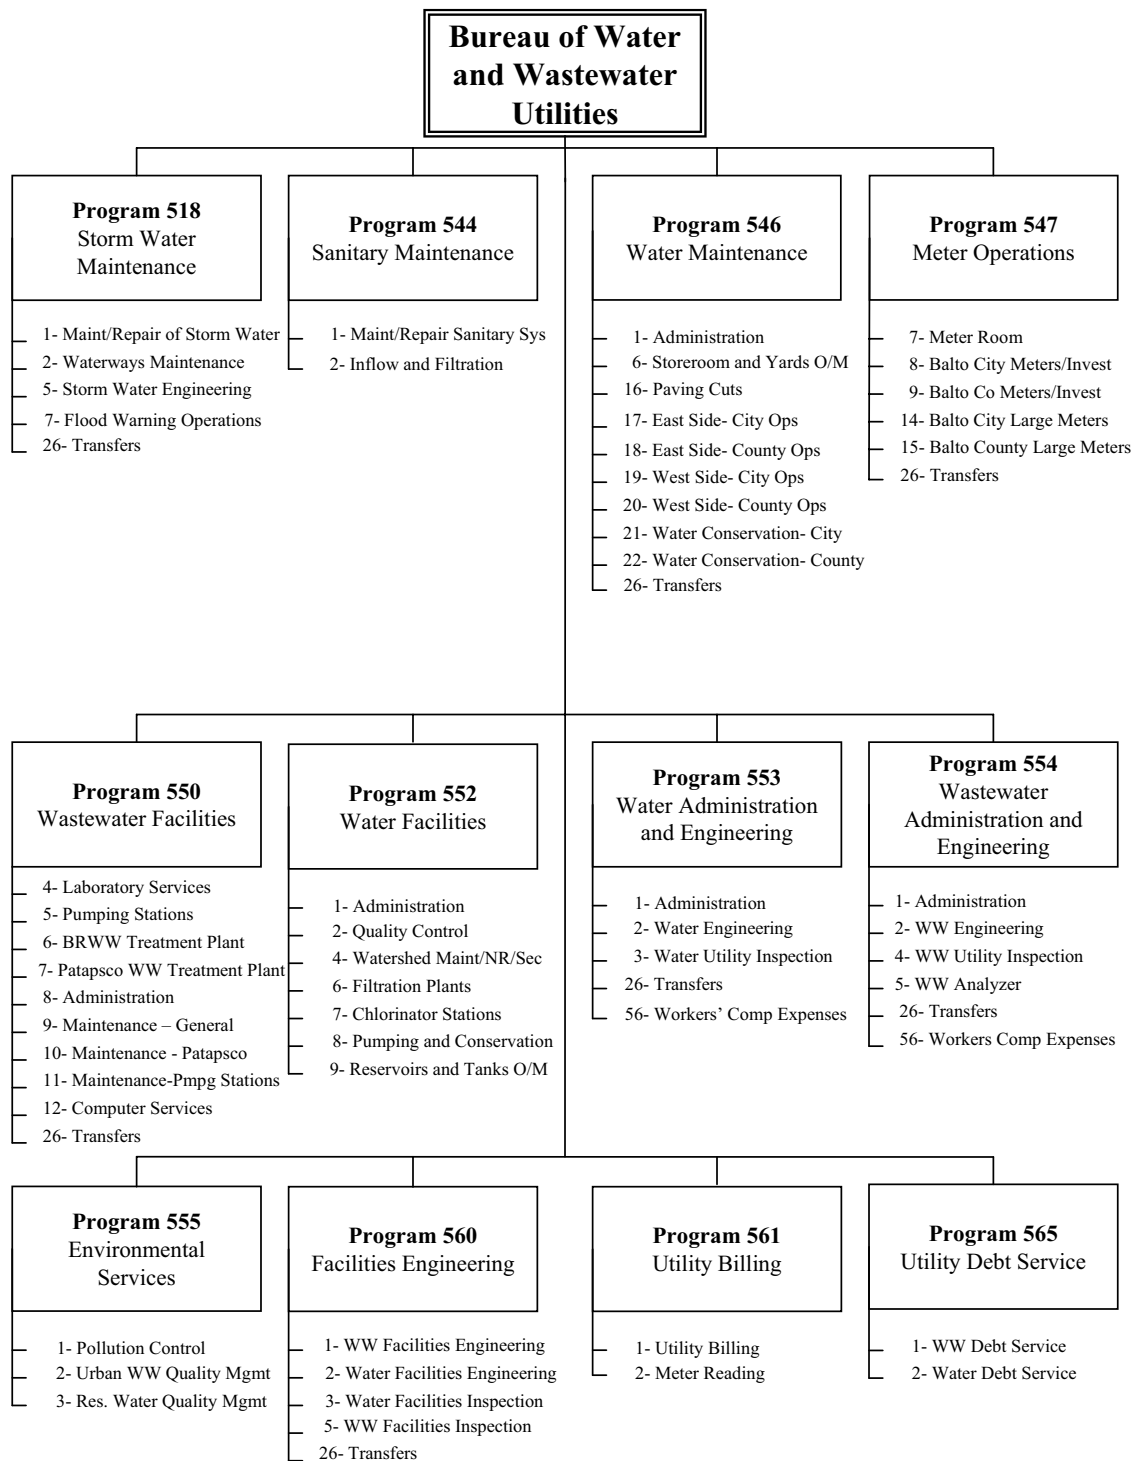 Bureau of Water
and Wastewater
Utilities
Program 518
Storm Water
Maintenance
1- Maint/Repair of Storm Water
2- Waterways Maintenance
5- Storm Water Engineering
7- Flood Warning Operations
26- Transfers
Program 544
Sanitary Maintenance
1- Maint/Repair Sanitary Sys
2- Inflow and Filtration
Program 546
Water Maintenance
1- Administration
6- Storeroom and Yards O/M
16- Paving Cuts
17- East Side- City Ops
18- East Side- County Ops
19- West Side- City Ops
20- West Side- County Ops
21- Water Conservation- City
22- Water Conservation- County
26- Transfers
Program 547
Meter Operations
7- Meter Room
8- Balto City Meters/Invest
9- Balto Co Meters/Invest
14- Balto City Large Meters
15- Balto County Large Meters
26- Transfers
Program 550
Wastewater Facilities
4- Laboratory Services
5- Pumping Stations
6- BRWW Treatment Plant
7- Patapsco WW Treatment Plant
8- Administration
9- Maintenance – General
10- Maintenance - Patapsco
11- Maintenance-Pmpg Stations
12- Computer Services
26- Transfers
Program 552
Water Facilities
1- Administration
2- Quality Control
4- Watershed Maint/NR/Sec
6- Filtration Plants
7- Chlorinator Stations
8- Pumping and Conservation
9- Reservoirs and Tanks O/M
Program 553
Water Administration
and Engineering
1- Administration
2- Water Engineering
3- Water Utility Inspection
26- Transfers
56- Workers’ Comp Expenses
Program 554
Wastewater
Administration and
Engineering
1- Administration
2- WW Engineering
4- WW Utility Inspection
5- WW Analyzer
26- Transfers
56- Workers Comp Expenses
Program 555
Environmental
Services
1- Pollution Control
2- Urban WW Quality Mgmt
3- Res. Water Quality Mgmt
Program 560
Facilities Engineering
1- WW Facilities Engineering
2- Water Facilities Engineering
3- Water Facilities Inspection
5- WW Facilities Inspection
26- Transfers
Program 561
Utility Billing
1- Utility Billing
2- Meter Reading
Program 565
Utility Debt Service
1- WW Debt Service
2- Water Debt Service